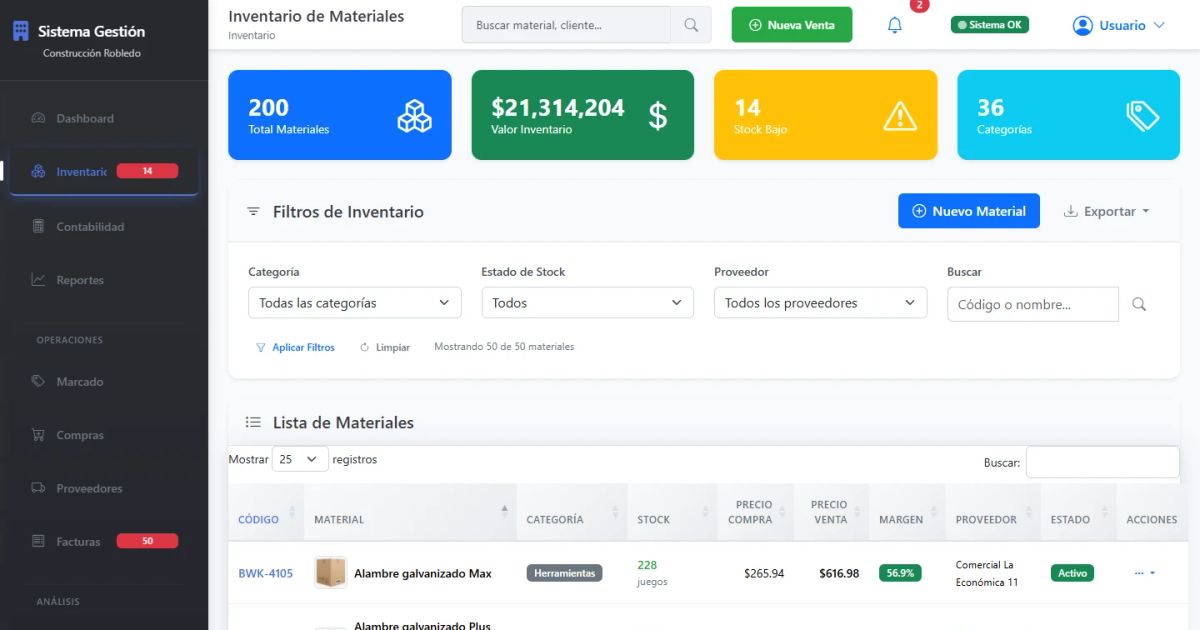 Sistema Gestión
Construcción Robledo
Dashboard
Inventario 14
Contabilidad
Reportes
OPERACIONES
Marcado
Compras
Proveedores
Facturas 50
ANÁLISIS
Inventario de Materiales
Inventario
Buscar material, cliente...
Nueva Venta
2
Sistema OK
Usuario
200
Total Materiales
$21,314,204
Valor Inventario
14
Stock Bajo
36
Categorías
Filtros de Inventario
Nuevo Material
Exportar
Categoría
Todas las categorías
Estado de Stock
Todos
Proveedor
Todos los proveedores
Buscar
Código o nombre...
Aplicar Filtros
Limpiar
Mostrando 50 de 50 materiales
Lista de Materiales
Mostrar 25 registros
Buscar:
CÓDIGO
MATERIAL
CATEGORÍA
STOCK
PRECIO
COMPRA
PRECIO
VENTA
MARGEN
PROVEEDOR
ESTADO
ACCIONES
BWK-4105
Alambre galvanizado Max
Herramientas
228
juegos
$265.94
$616.98
56.9%
Comercial La
Económica 11
Activo
Alambre galvanizado Plus